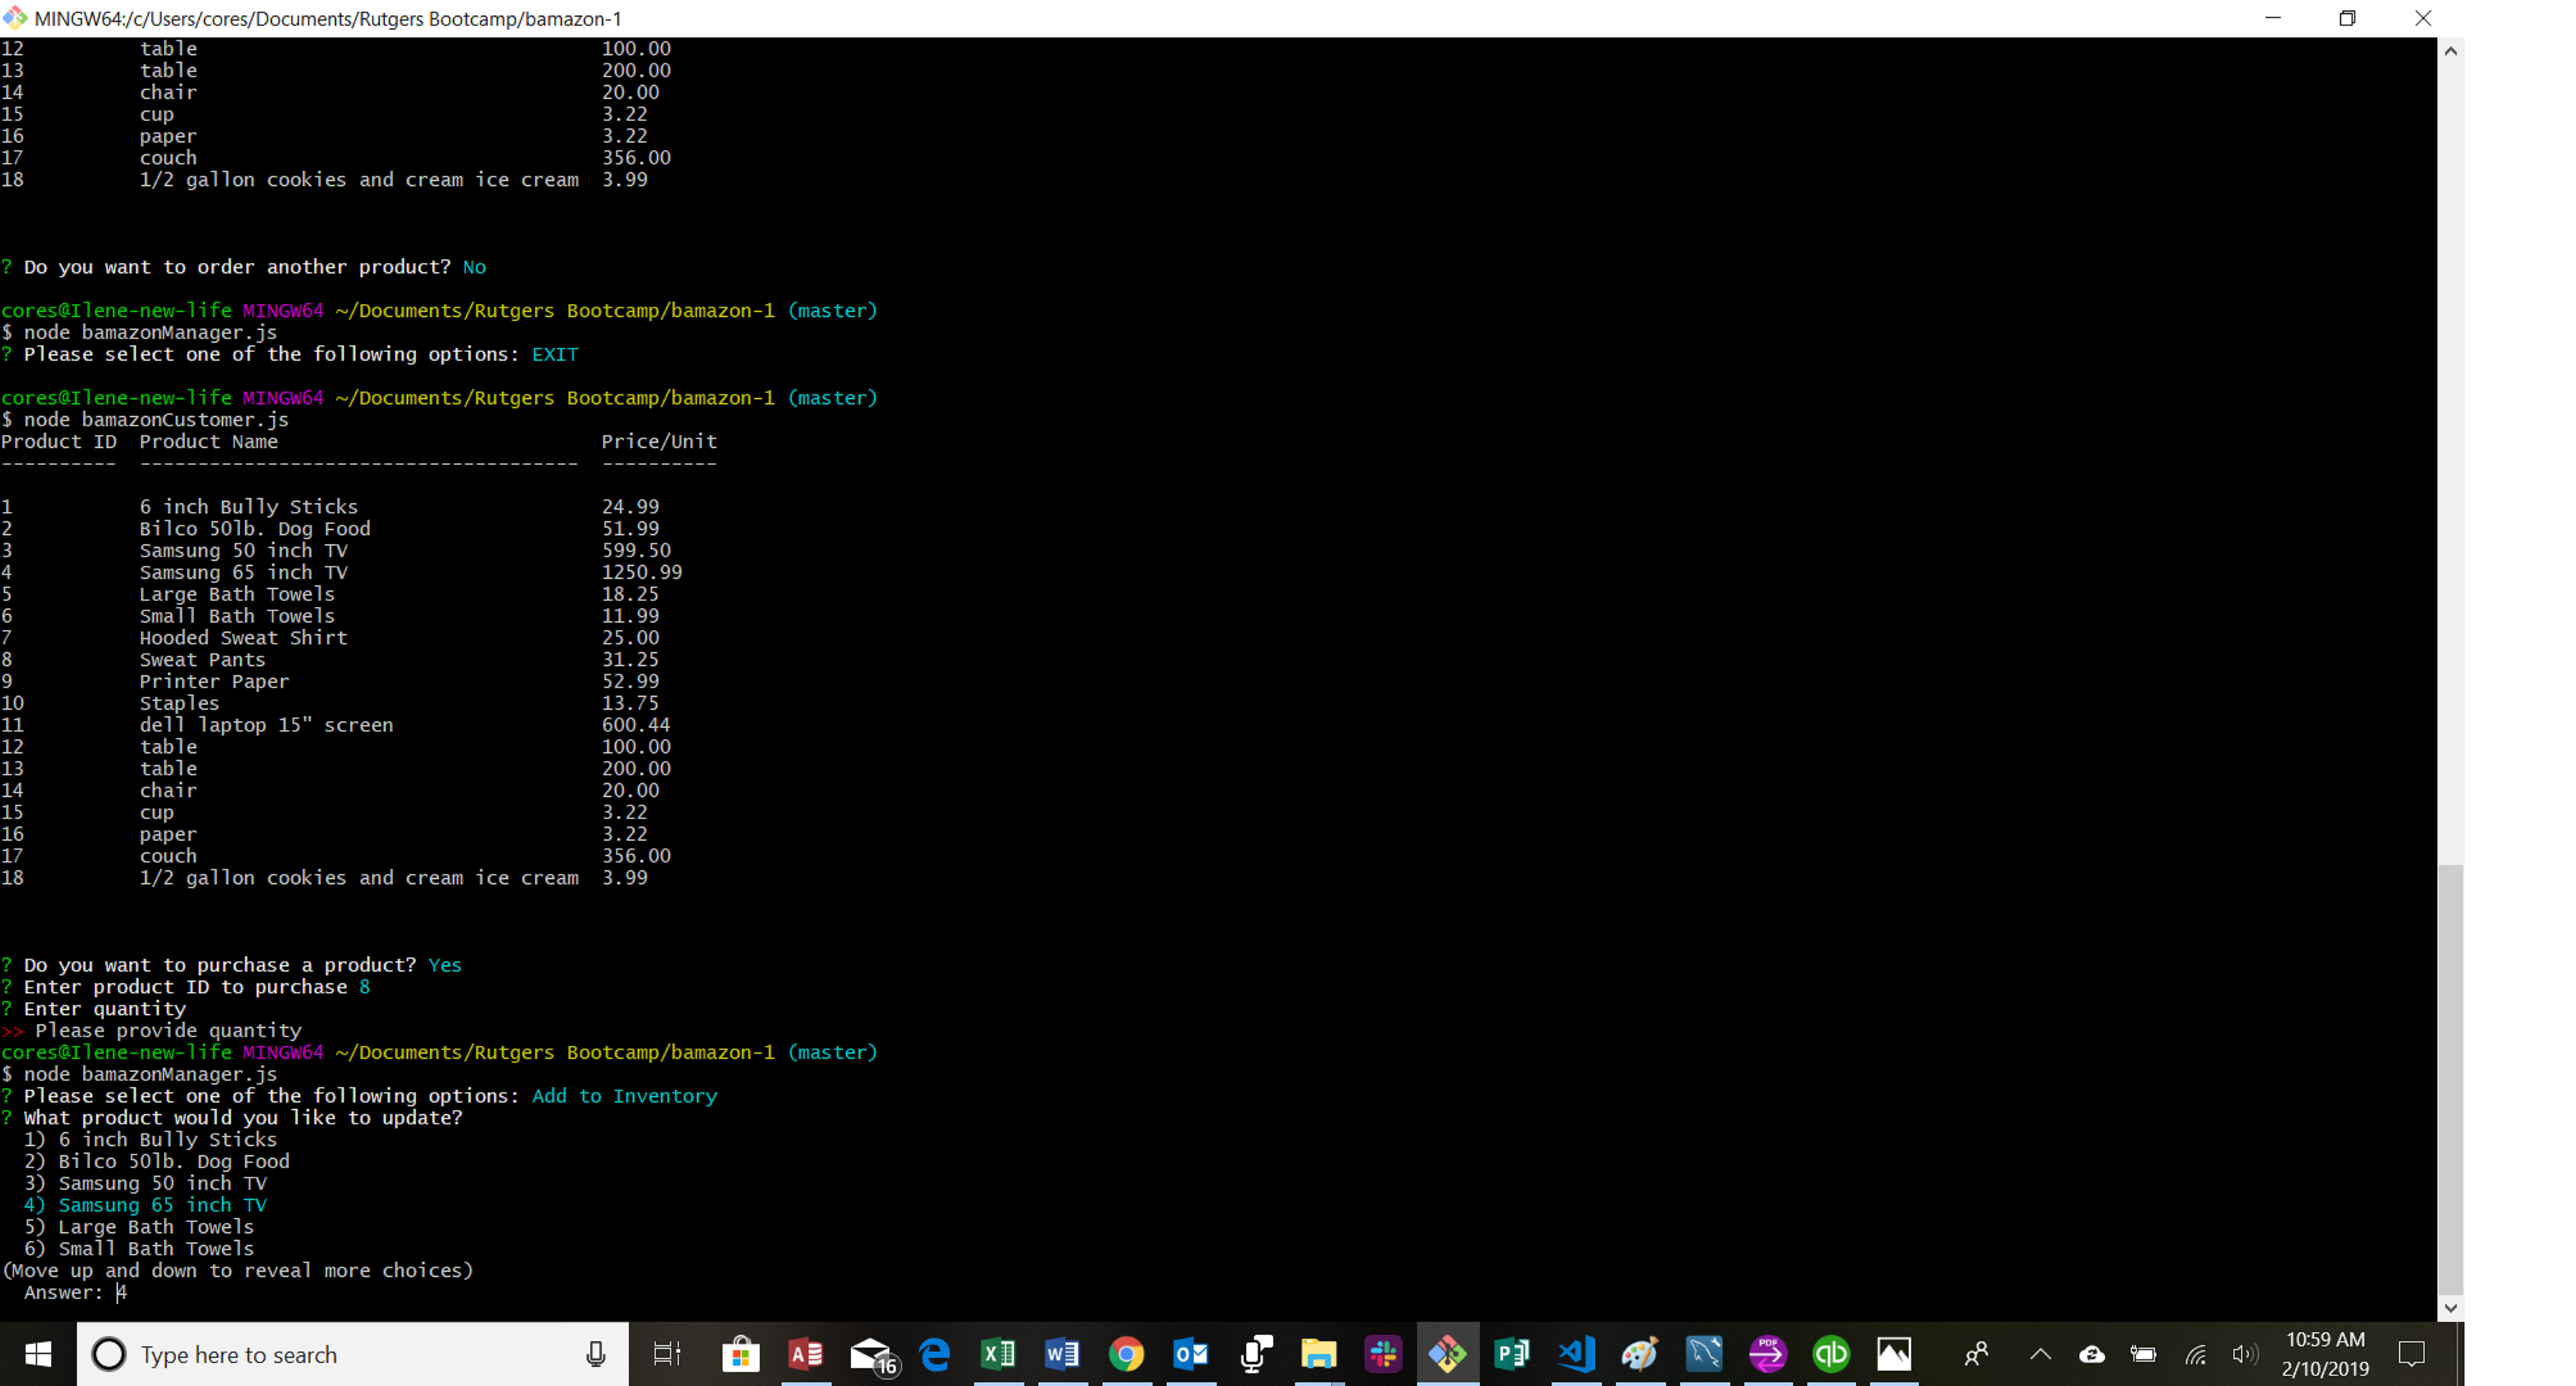 MINGW64:/c/Users/cores/Documents/Rutgers Bootcamp/bamazon-1
12 table 100.00
13 table 200.00
14 chair 20.00
15 cup 3.22
16 paper 3.22
17 couch 356.00
18 1/2 gallon cookies and cream ice cream 3.99
? Do you want to order another product? No
cores@Ilene-new-life MINGW64 ~/Documents/Rutgers Bootcamp/bamazon-1 (master)
$ node bamazonManager.js
? Please select one of the following options: EXIT
cores@Ilene-new-life MINGW64 ~/Documents/Rutgers Bootcamp/bamazon-1 (master)
$ node bamazonCustomer.js
Product ID Product Name Price/Unit
---------- -------------------------------------- ----------
1 6 inch Bully Sticks 24.99
2 Bilco 50lb. Dog Food 51.99
3 Samsung 50 inch TV 599.50
4 Samsung 65 inch TV 1250.99
5 Large Bath Towels 18.25
6 Small Bath Towels 11.99
7 Hooded Sweat Shirt 25.00
8 Sweat Pants 31.25
9 Printer Paper 52.99
10 Staples 13.75
11 dell laptop 15" screen 600.44
12 table 100.00
13 table 200.00
14 chair 20.00
15 cup 3.22
16 paper 3.22
17 couch 356.00
18 1/2 gallon cookies and cream ice cream 3.99
? Do you want to purchase a product? Yes
? Enter product ID to purchase 8
? Enter quantity
>> Please provide quantity
cores@Ilene-new-life MINGW64 ~/Documents/Rutgers Bootcamp/bamazon-1 (master)
$ node bamazonManager.js
? Please select one of the following options: Add to Inventory
? What product would you like to update?
1) 6 inch Bully Sticks
2) Bilco 50lb. Dog Food
3) Samsung 50 inch TV
4) Samsung 65 inch TV
5) Large Bath Towels
6) Small Bath Towels
(Move up and down to reveal more choices)
Answer: 4
Type here to search
16
PDF
10:59 AM
2/10/2019